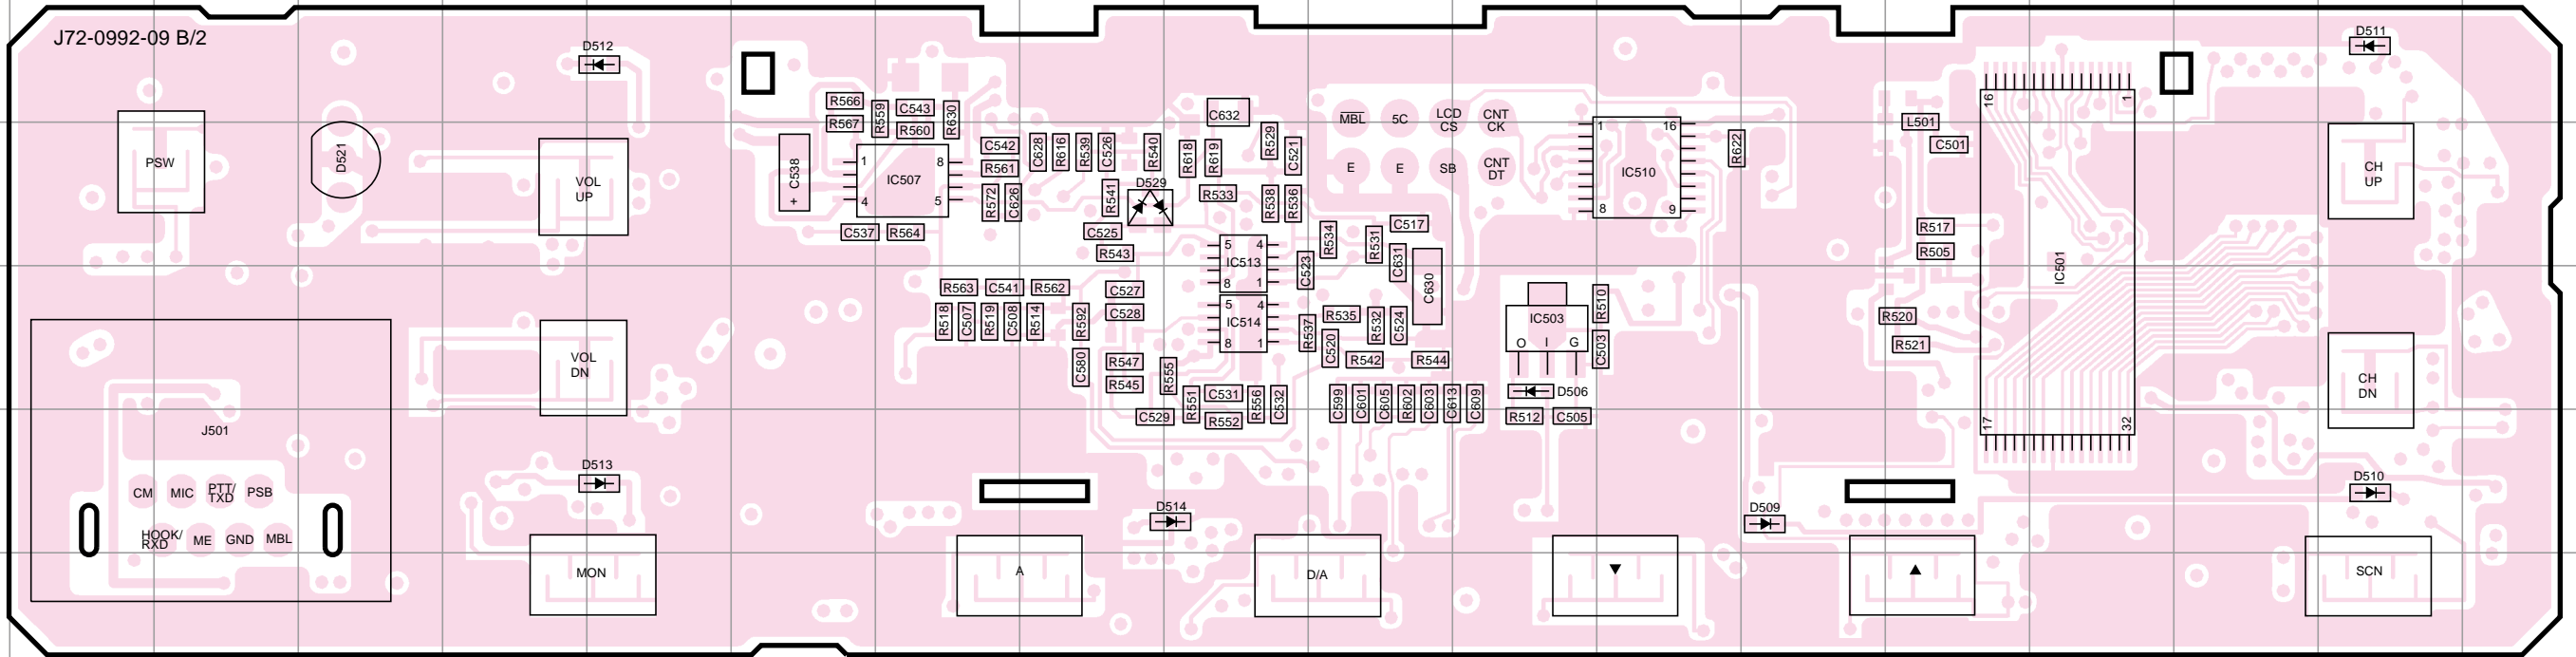 J72-0992-09 B/2
D512
D511
R566
R567
R559
C543
R560
R630
C632
MBL
5C
LCD
CS
CNT
CK
E
E
SB
CNT
DT
1
16
IC510
8
9
R622
L501
C501
16
1
IC501
17
32
PSW
D521
VOL
UP
C538
+
1
8
IC507
4
5
C542
R561
R572
C626
C628
R616
R539
C526
R540
R618
R619
R529
C521
R541
D529
R533
R538
R536
CH
UP
C537
R564
C525
R543
5
4
IC513
8
1
C523
R534
R531
C517
C631
C630
R517
R505
R563
C541
R562
C527
C528
R518
C507
R519
C508
R514
R592
5
4
IC514
8
1
R537
R535
C520
R532
C524
R542
R544
IC503
O
I
G
R510
C503
R520
R521
VOL
DN
C580
R547
R545
R555
R551
C531
R552
R556
C532
C529
C599
C601
C605
R602
C603
C613
C609
D506
R512
C505
CH
DN
J501
CM
MIC
PTT/
TXD
PSB
HOOK/
RXD
ME
GND
MBL
D513
D514
D509
D510
MON
A
D/A
▼
▲
SCN